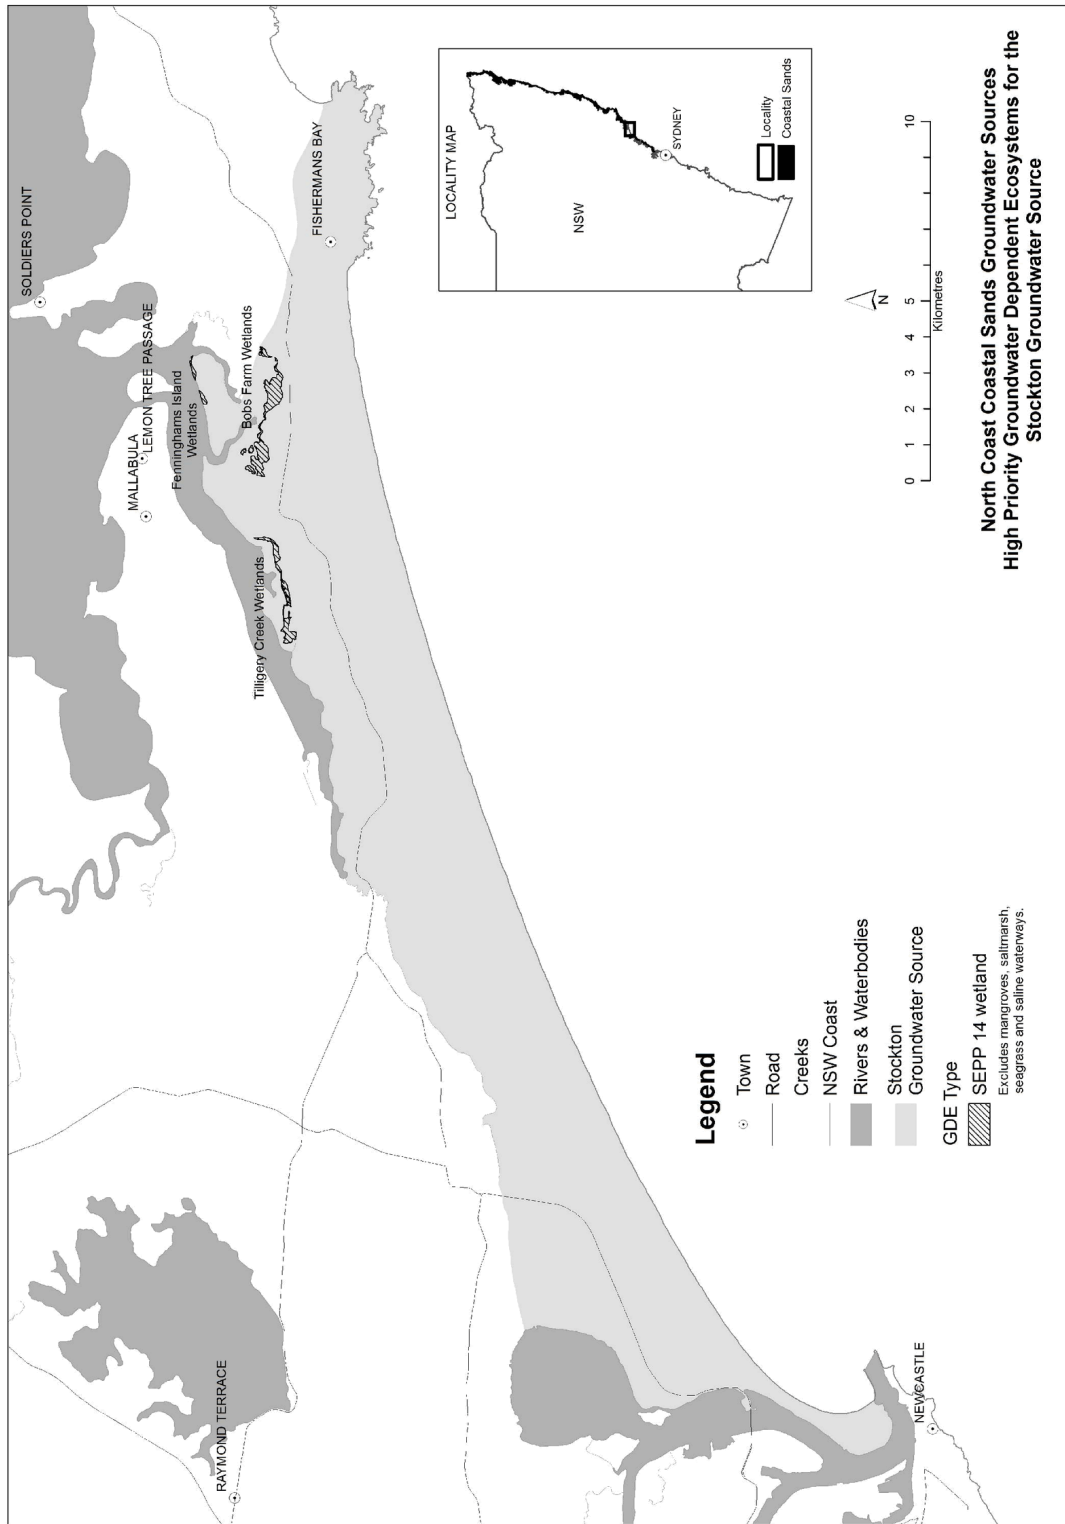 SOLDIERS POINT
LEMON TREE PASSAGE
MALLABULA
Fenninghams Island
Wetlands
Bobs Farm Wetlands
FISHERMANS BAY
Tilligery Creek Wetlands
RAYMOND TERRACE
NEWCASTLE
LOCALITY MAP
NSW
SYDNEY
Locality
Coastal Sands
N
0 1 2 3 4 5 10
Kilometres
Legend
Town
Road
Creeks
NSW Coast
Rivers & Waterbodies
Stockton
Groundwater Source
GDE Type
SEPP 14 wetland
Excludes mangroves, saltmarsh,
seagrass and saline waterways.
North Coast Coastal Sands Groundwater Sources
High Priority Groundwater Dependent Ecosystems for the
Stockton Groundwater Source